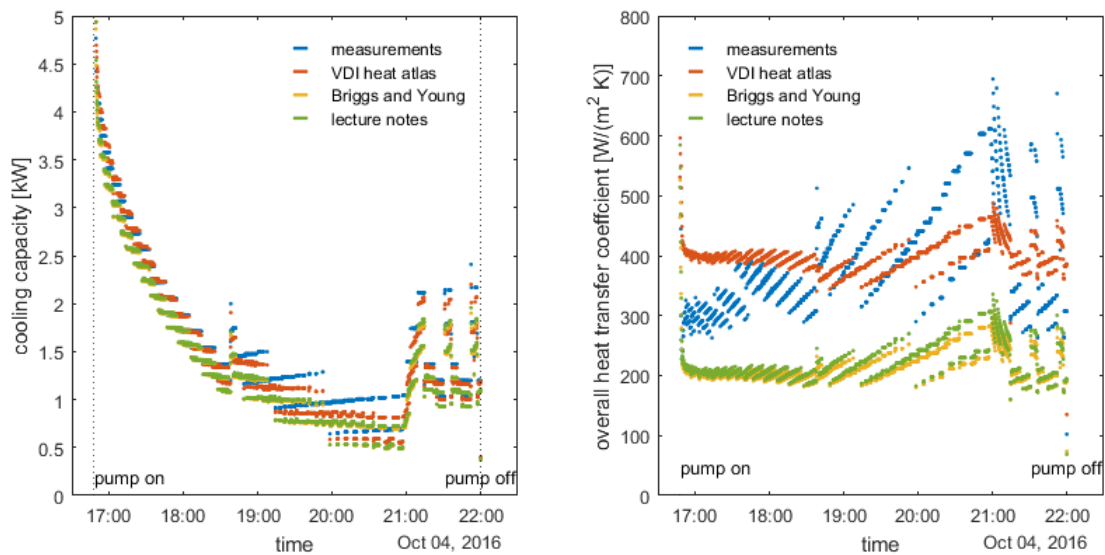 cooling capacity [kW]
5
4.5
4
3.5
3
2.5
2
1.5
1
0.5
0
measurements
VDI heat atlas
Briggs and Young
lecture notes
pump on
pump off
17:00 18:00 19:00 20:00 21:00 22:00
time
Oct 04, 2016
overall heat transfer coeffcient [W/(m² K)]
800
700
600
500
400
300
200
100
0
measurements
VDI heat atlas
Briggs and Young
lecture notes
pump on
pump off
17:00 18:00 19:00 20:00 21:00 22:00
time
Oct 04, 2016